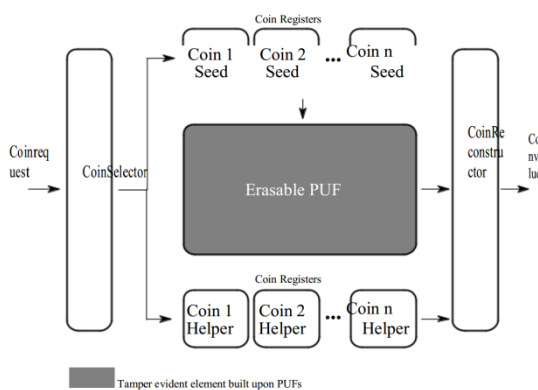 Coin Registers
Coin 1 Coin 2 ... Coin n
Seed Seed Seed
Coinreq
uest
CoinSelector
Erasable PUF
CoinRe
constru
ctor
Co
nv
luc
Coin Registers
Coin 1 Coin 2 ... Coin n
Helper Helper Helper
Tamper evident element built upon PUFs